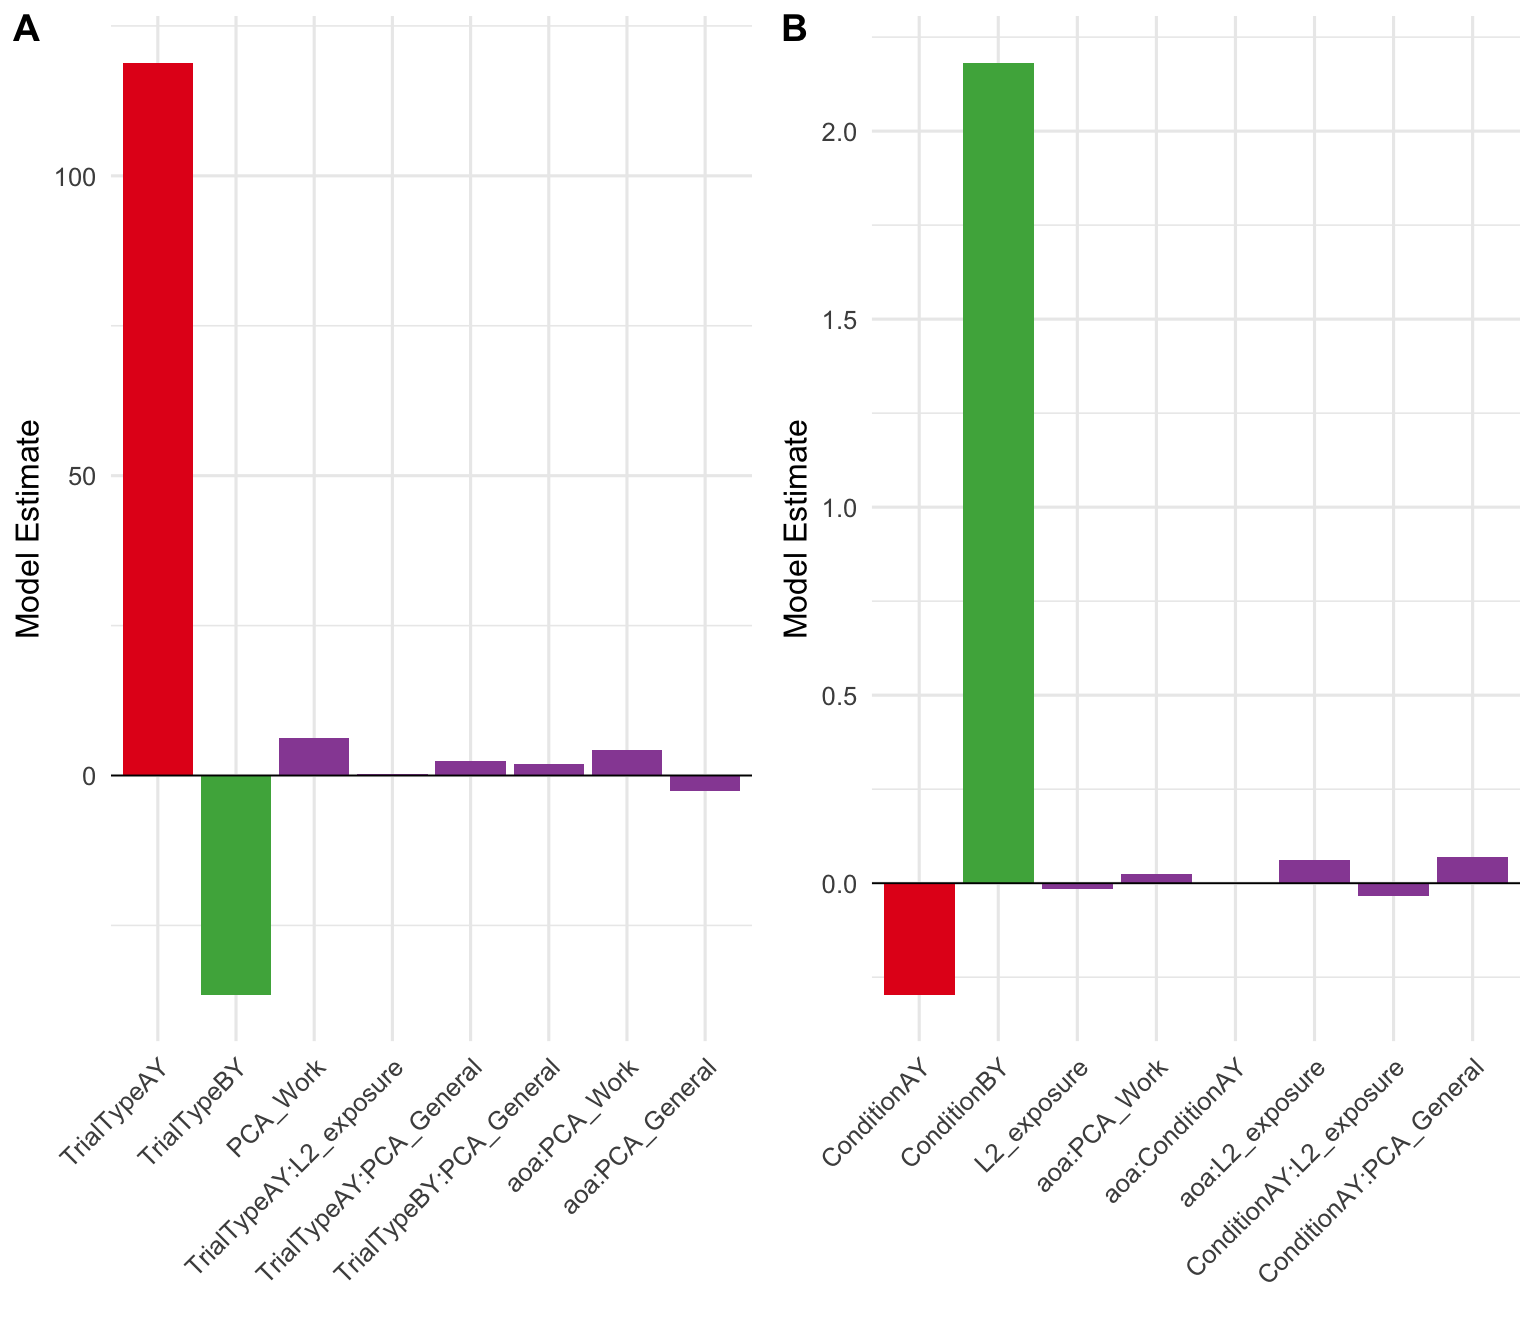 A
Model Estimate
100
50
0
TrialTypeAY
TrialTypeBY
PCA_Work
TrialTypeAY:L2_exposure
TrialTypeAY:PCA_General
TrialTypeBY:PCA_General
aoa:PCA_Work
aoa:PCA_General
B
Model Estimate
2.0
1.5
1.0
0.5
0.0
ConditionAY
ConditionBY
L2_exposure
aoa:PCA_Work
aoa:ConditionAY
aoa:L2_exposure
ConditionAY:L2_exposure
ConditionAY:PCA_General